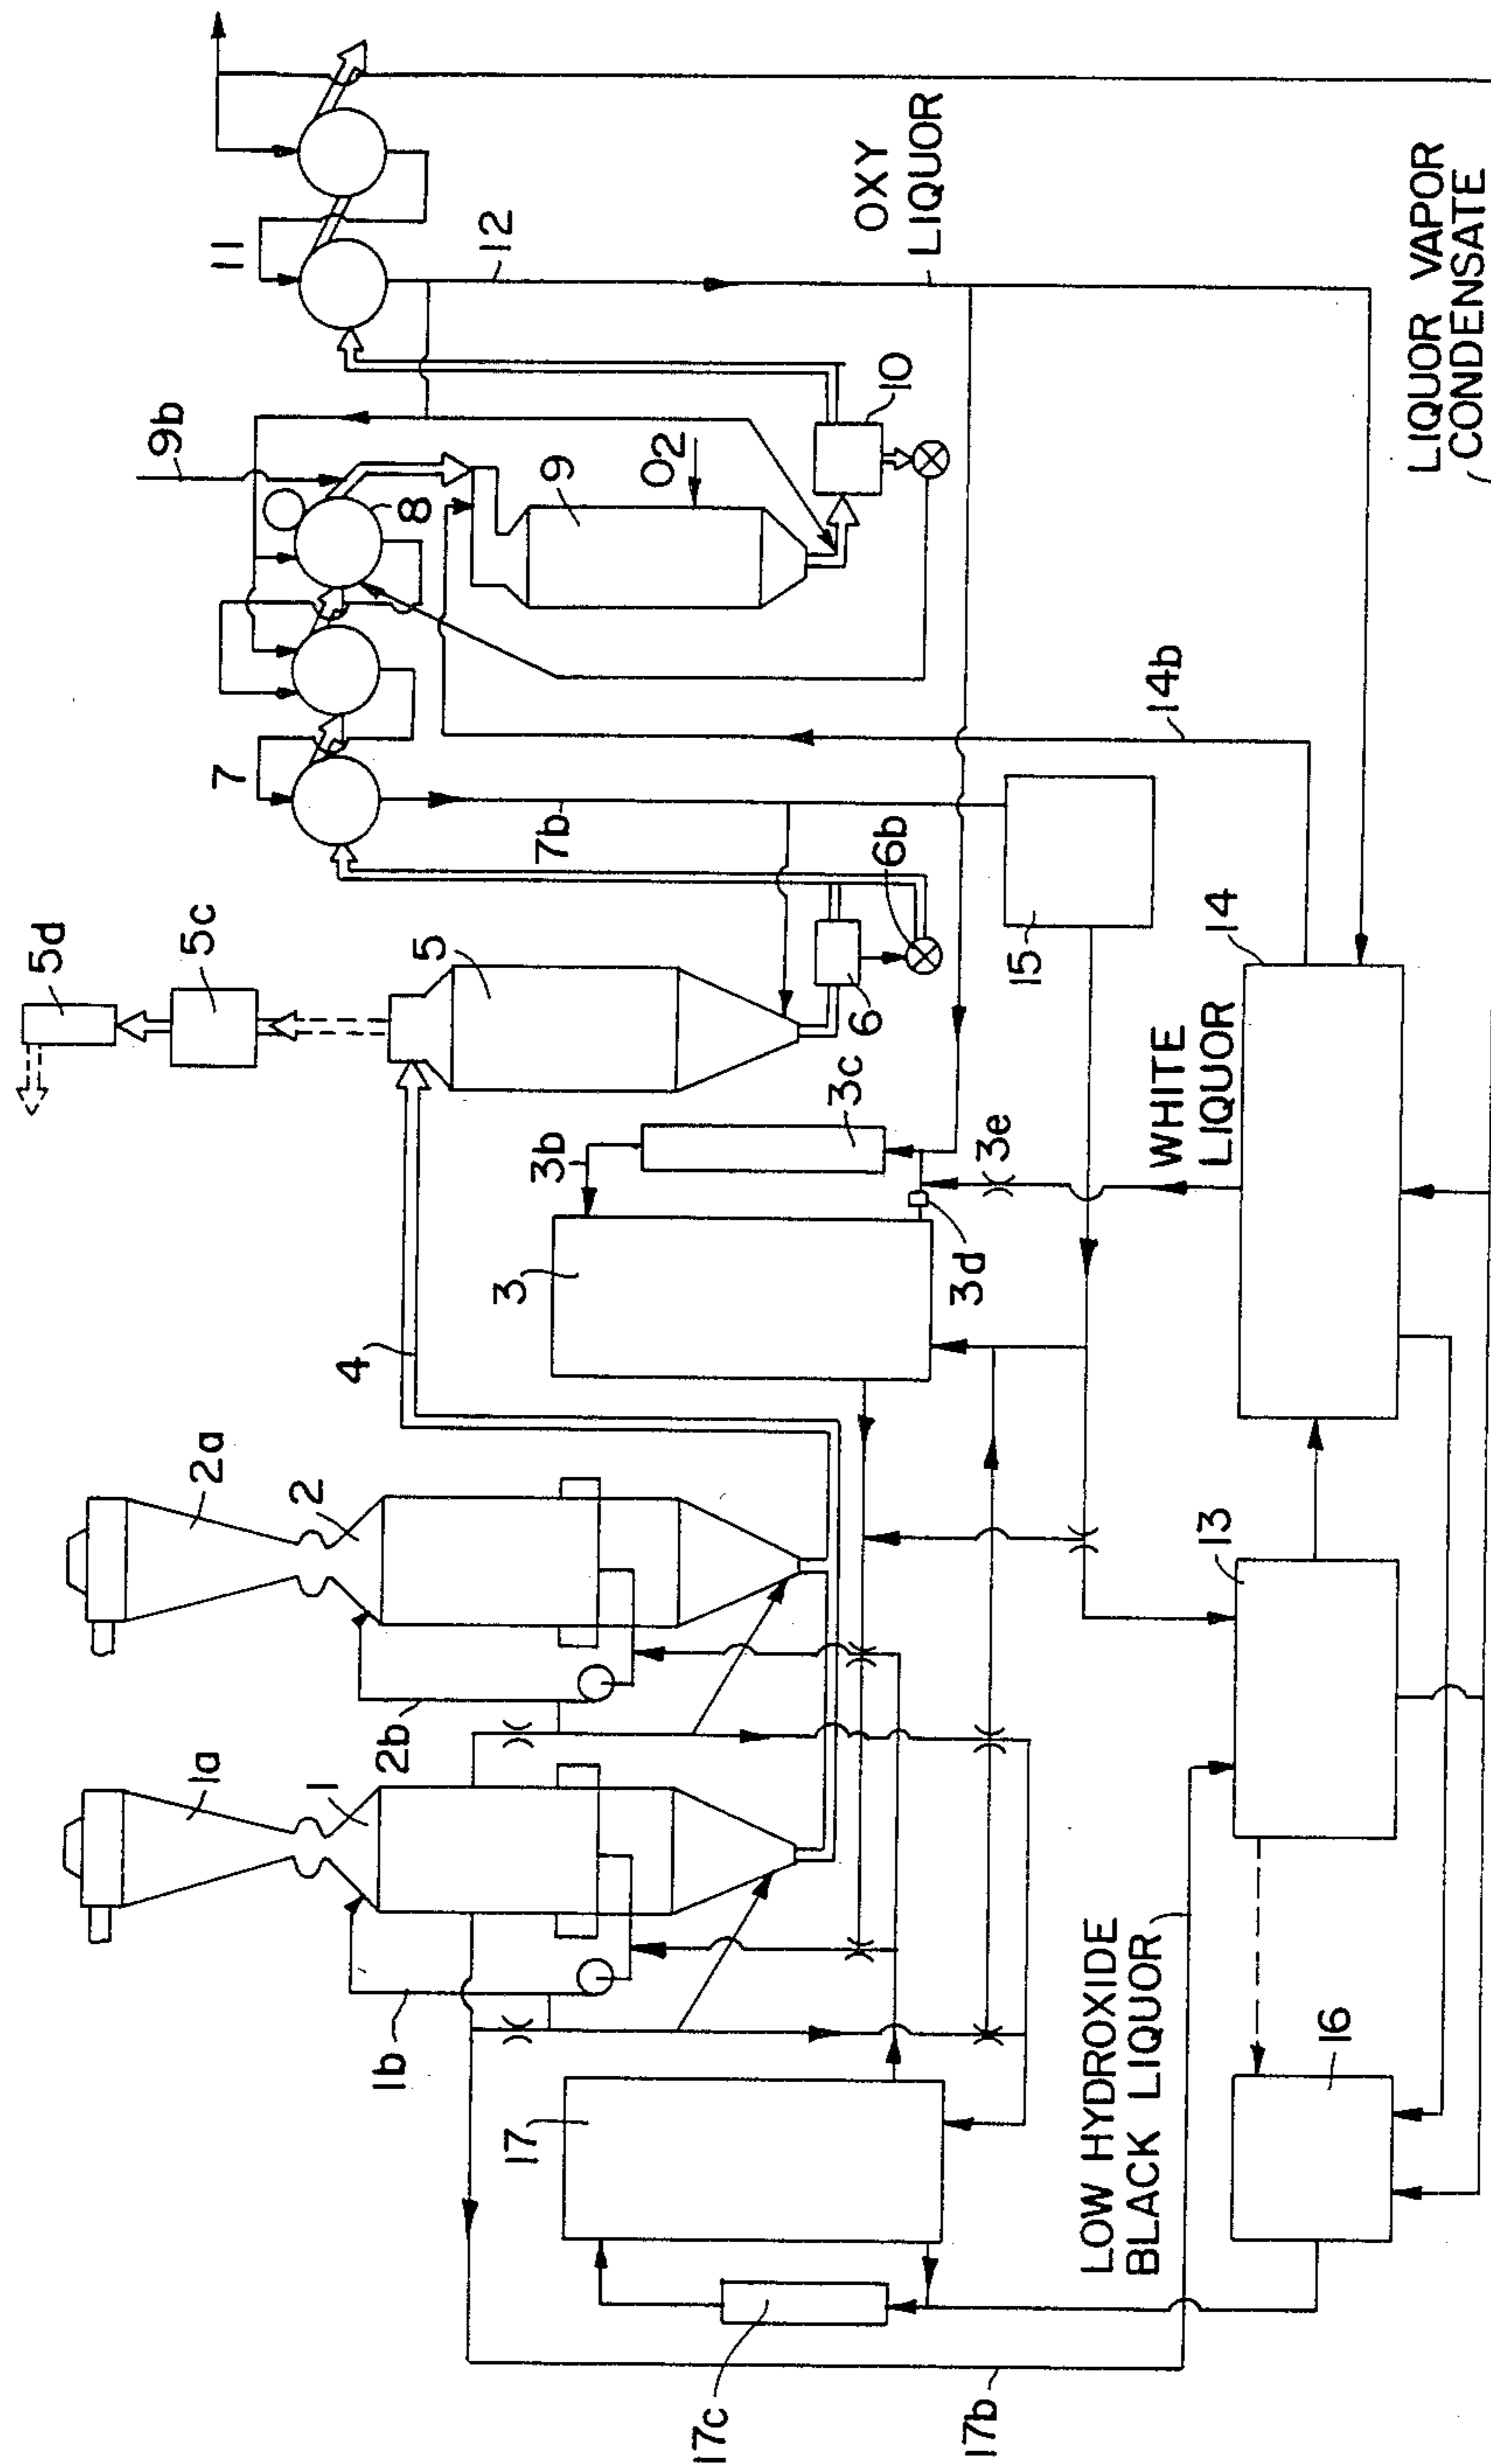 11
12
OXY
LIQUOR
LIQUOR VAPOR
CONDENSATE
9b
8
9
O2
10
7
7b
14b
5d
5c
5
6
6b
15
14
WHITE
LIQUOR
3c
3b
3e
3
3d
4
2a
2
2b
13
1a
1
1b
LOW HYDROXIDE
BLACK LIQUOR
16
17
17c
17b